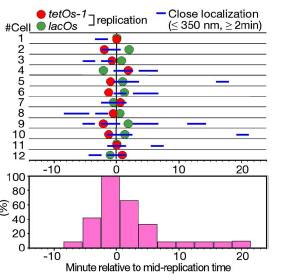 #Cell
tetOs-1
lacOs
replication
Close localization
(≤ 350 nm, ≥ 2min)
1
2
3
4
5
6
7
8
9
10
11
12
-10 0 10 20
100
80
60
40
20
0
(%)
-10 0 10 20
Minute relative to mid-replication time